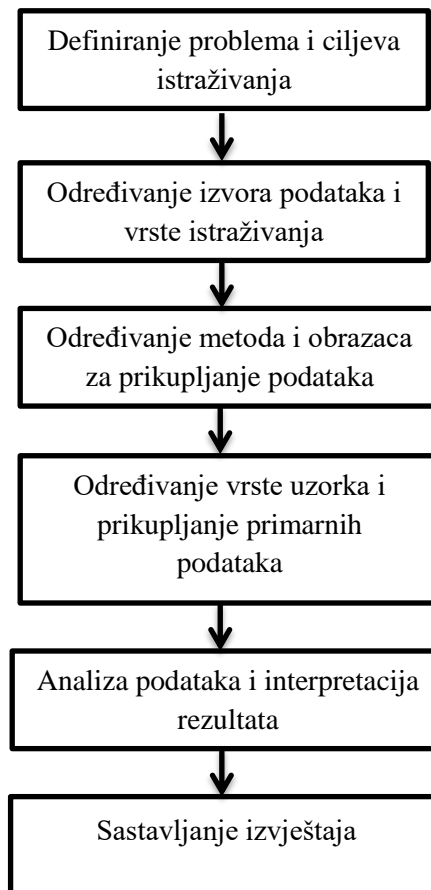 Definiranje problema i ciljeva
istraživanja
Određivanje izvora podataka i
vrste istraživanja
Određivanje metoda i obrazaca
za prikupljanje podataka
Određivanje vrste uzorka i
prikupljanje primarnih
podataka
Analiza podataka i interpretacija
rezultata
Sastavljanje izvještaja